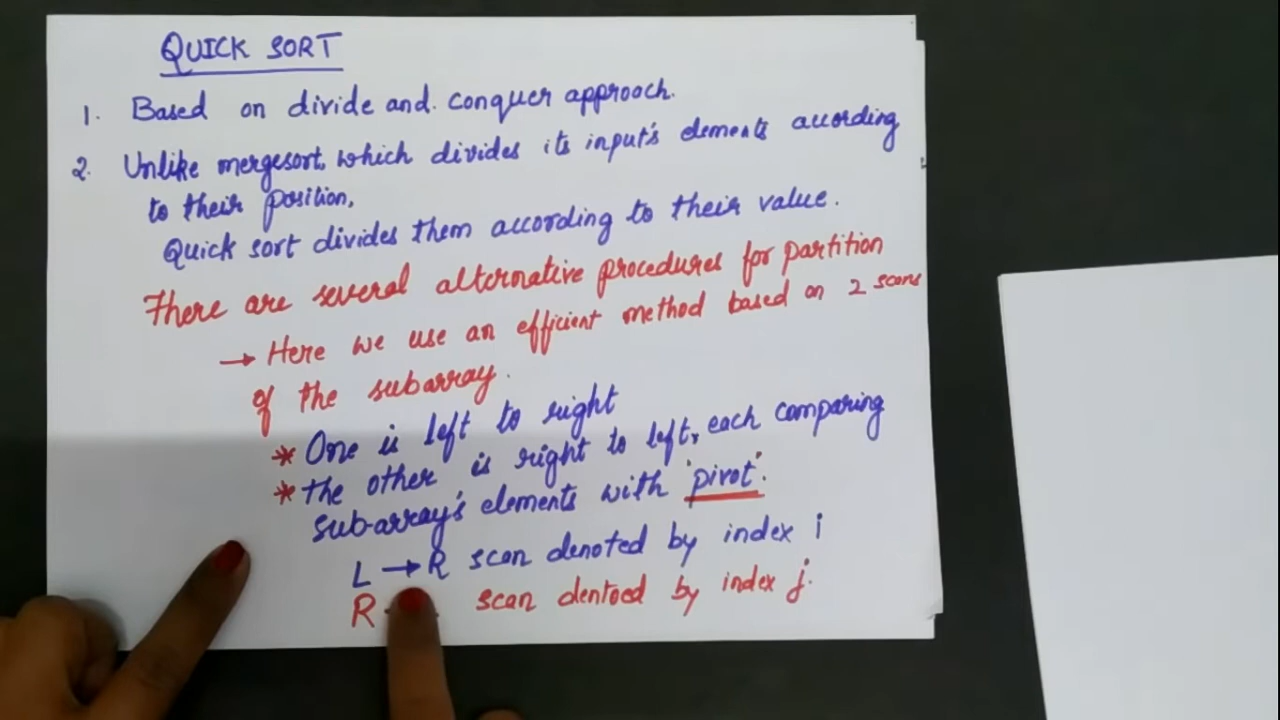 QUICK SORT
1. Based on divide and conquer approach.
2. Unlike mergesort, which divides its input's elements according
to their position,
Quick sort divides them according to their value.
There are several alternative procedures for partition
→ Here we use an efficient method based on 2 scans
of the subarray.
* One is left to right
* the other is right to left, each comparing
sub-array's elements with 'pivot'.
L → R scan denoted by index i
R scan dentoed by index j.